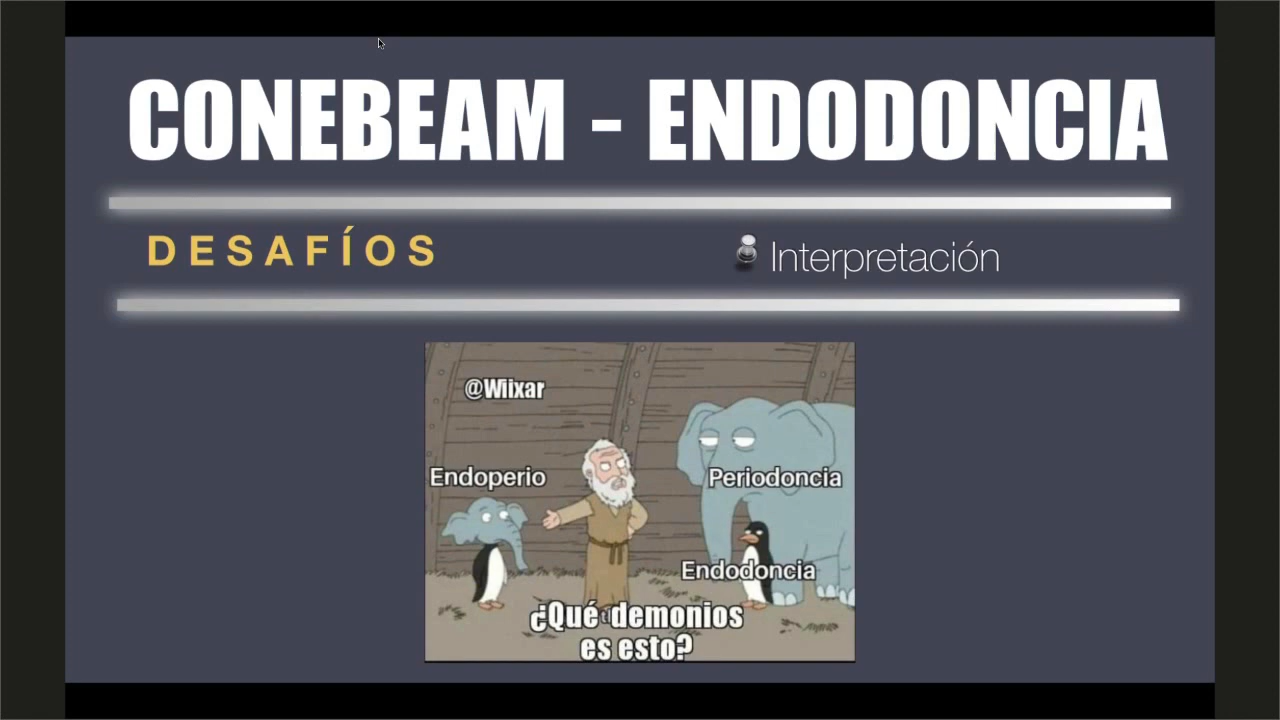 CONEBEAM - ENDODONCIA
DESAFÍOS
Interpretación
@Wiixar
Endoperio
Periodoncia
Endodoncia
¿Qué demonios
es esto?